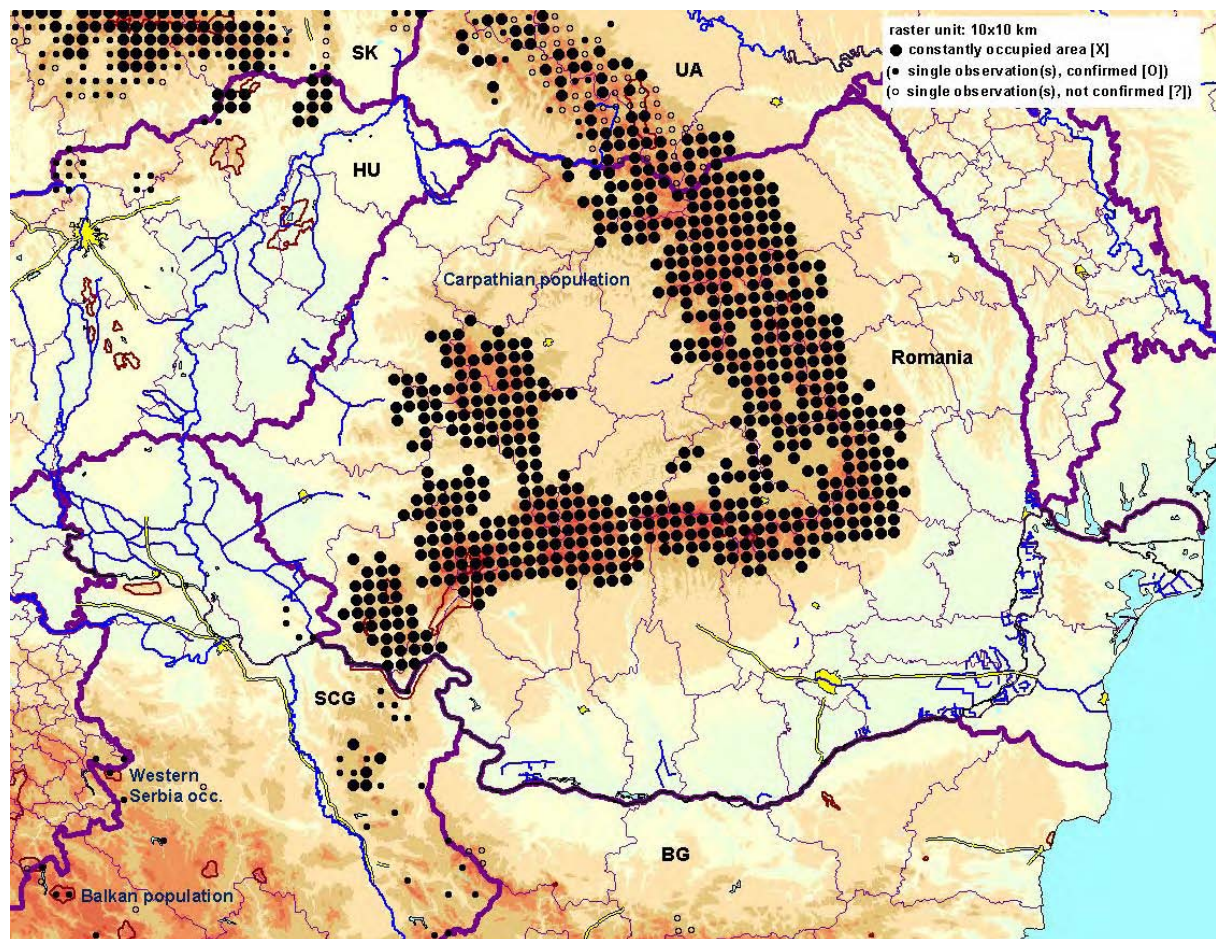 raster unit: 10x10 km
constantly occupied area [X]
(● single observation(s), confirmed [O])
(○ single observation(s), not confirmed [?])
SK
UA
HU
Carpathian population
Romania
SCG
Western
Serbia occ.
BG
Balkan population